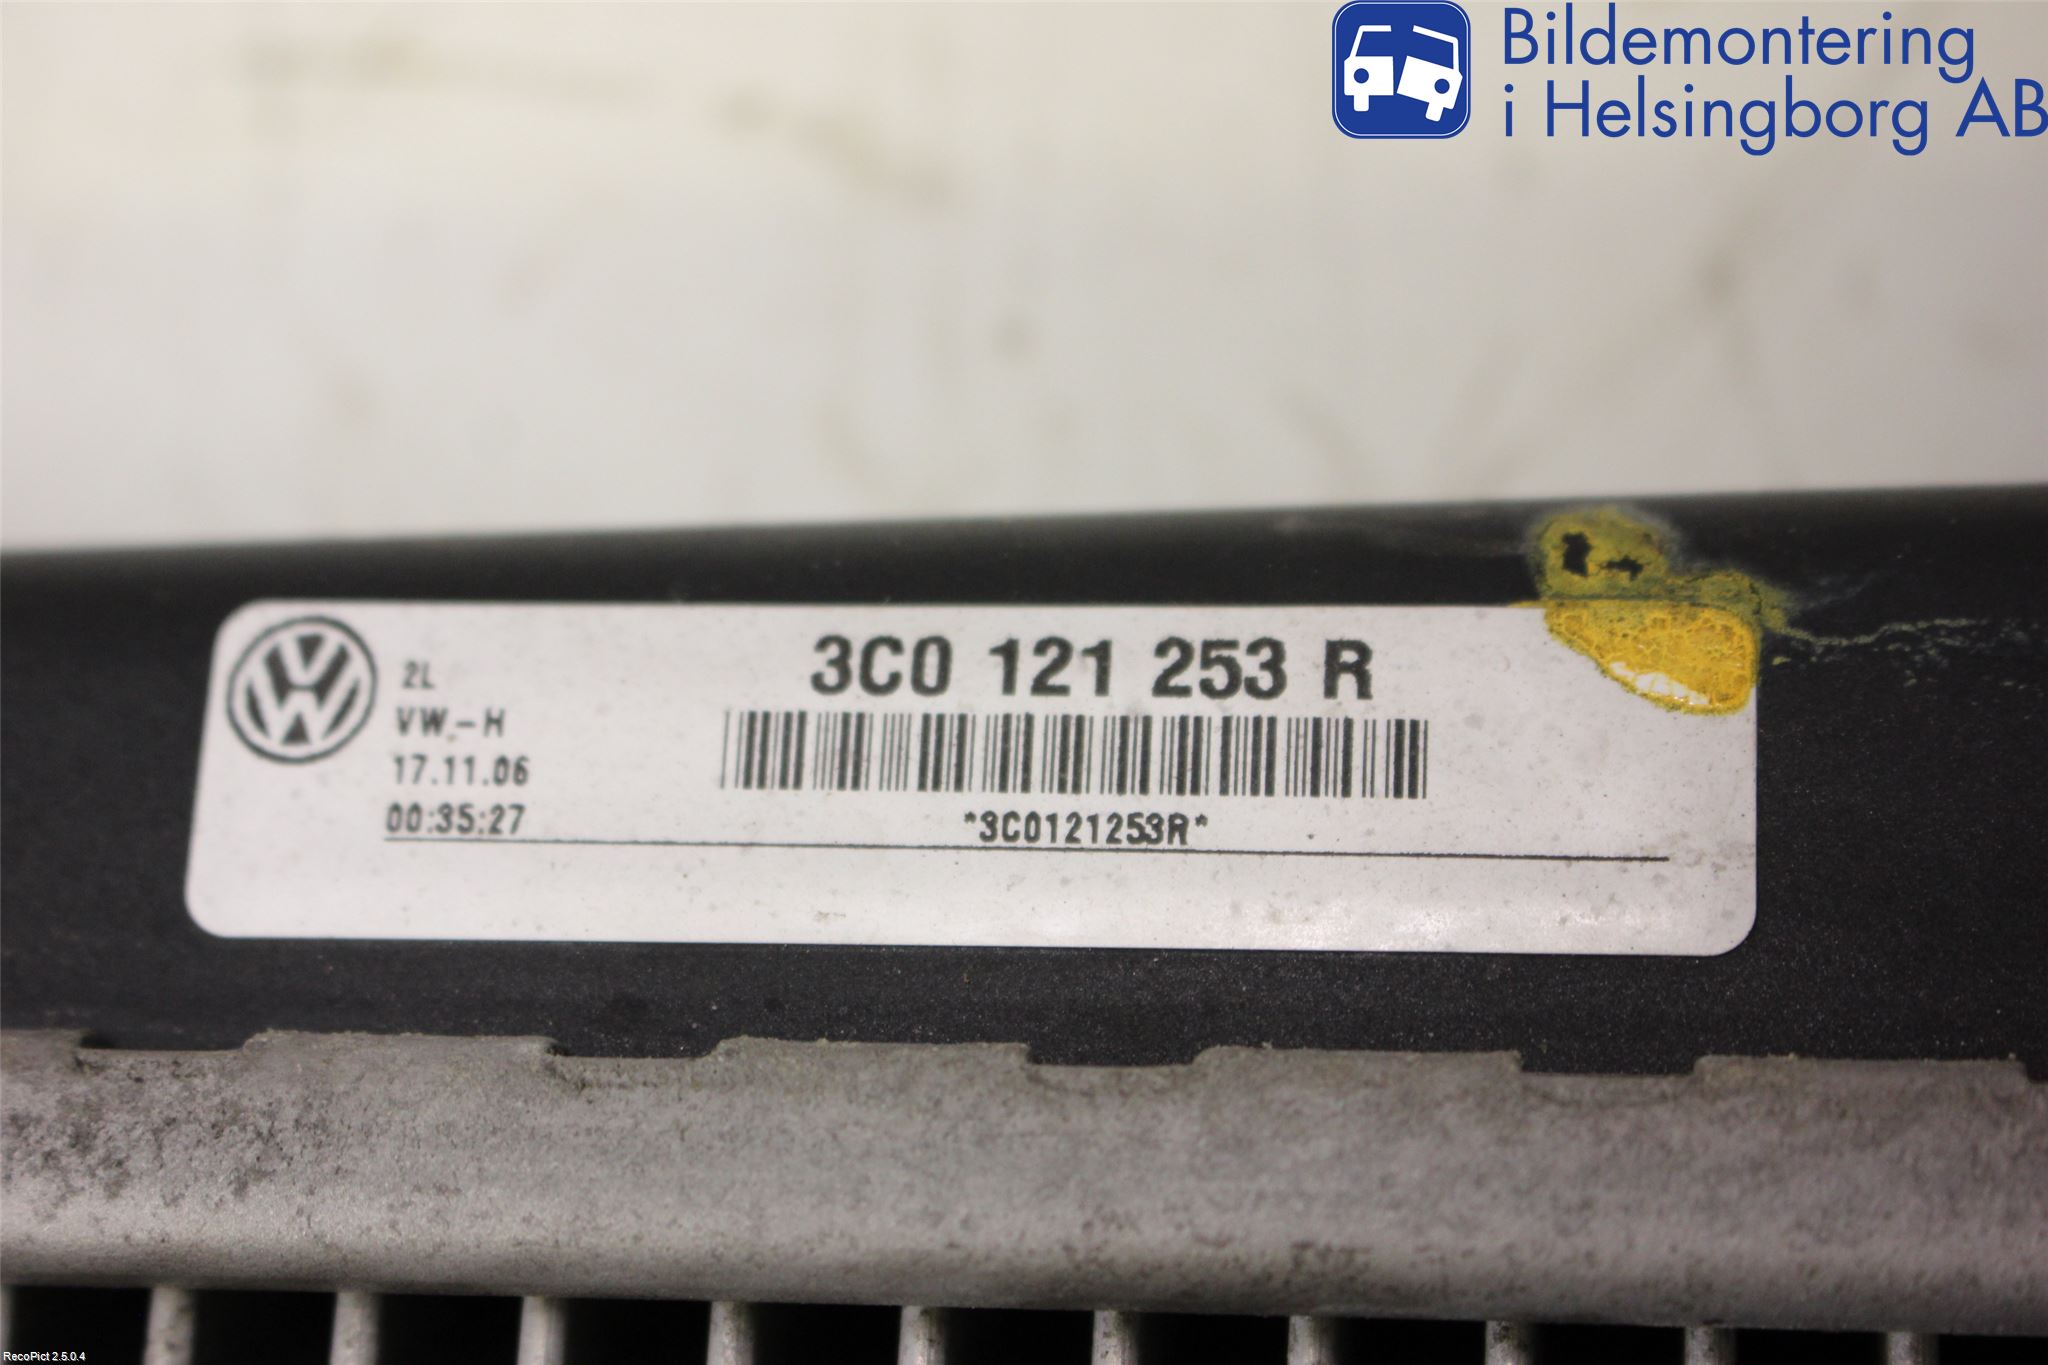 Bildemontering
i Helsingborg AB
2L
VW.-H
17.11.06
00:35:27
3C0 121 253 R
*3C0121253R*
RecoPict 2.5.0.4